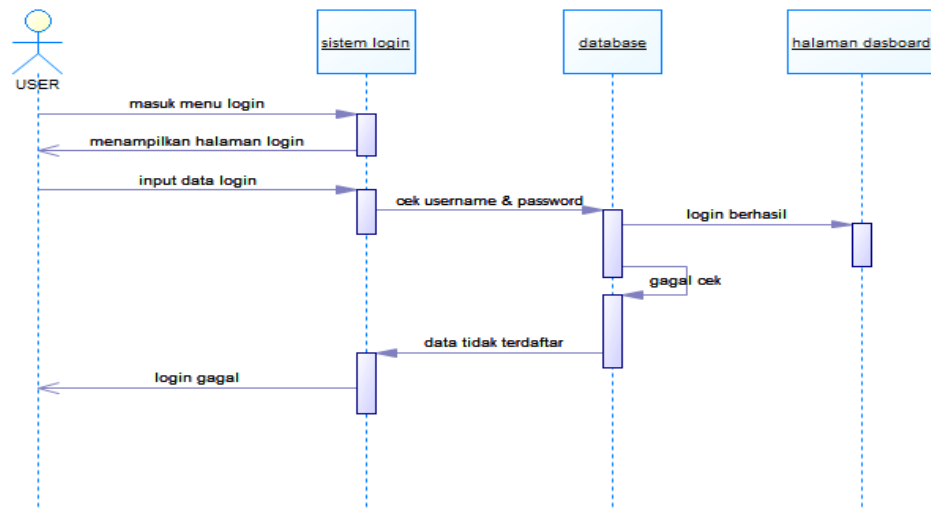 sistem login
database
halaman dasboard
USER
masuk menu login
menampilkan halaman login
input data login
cek username & password
login berhasil
gagal cek
data tidak terdaftar
login gagal